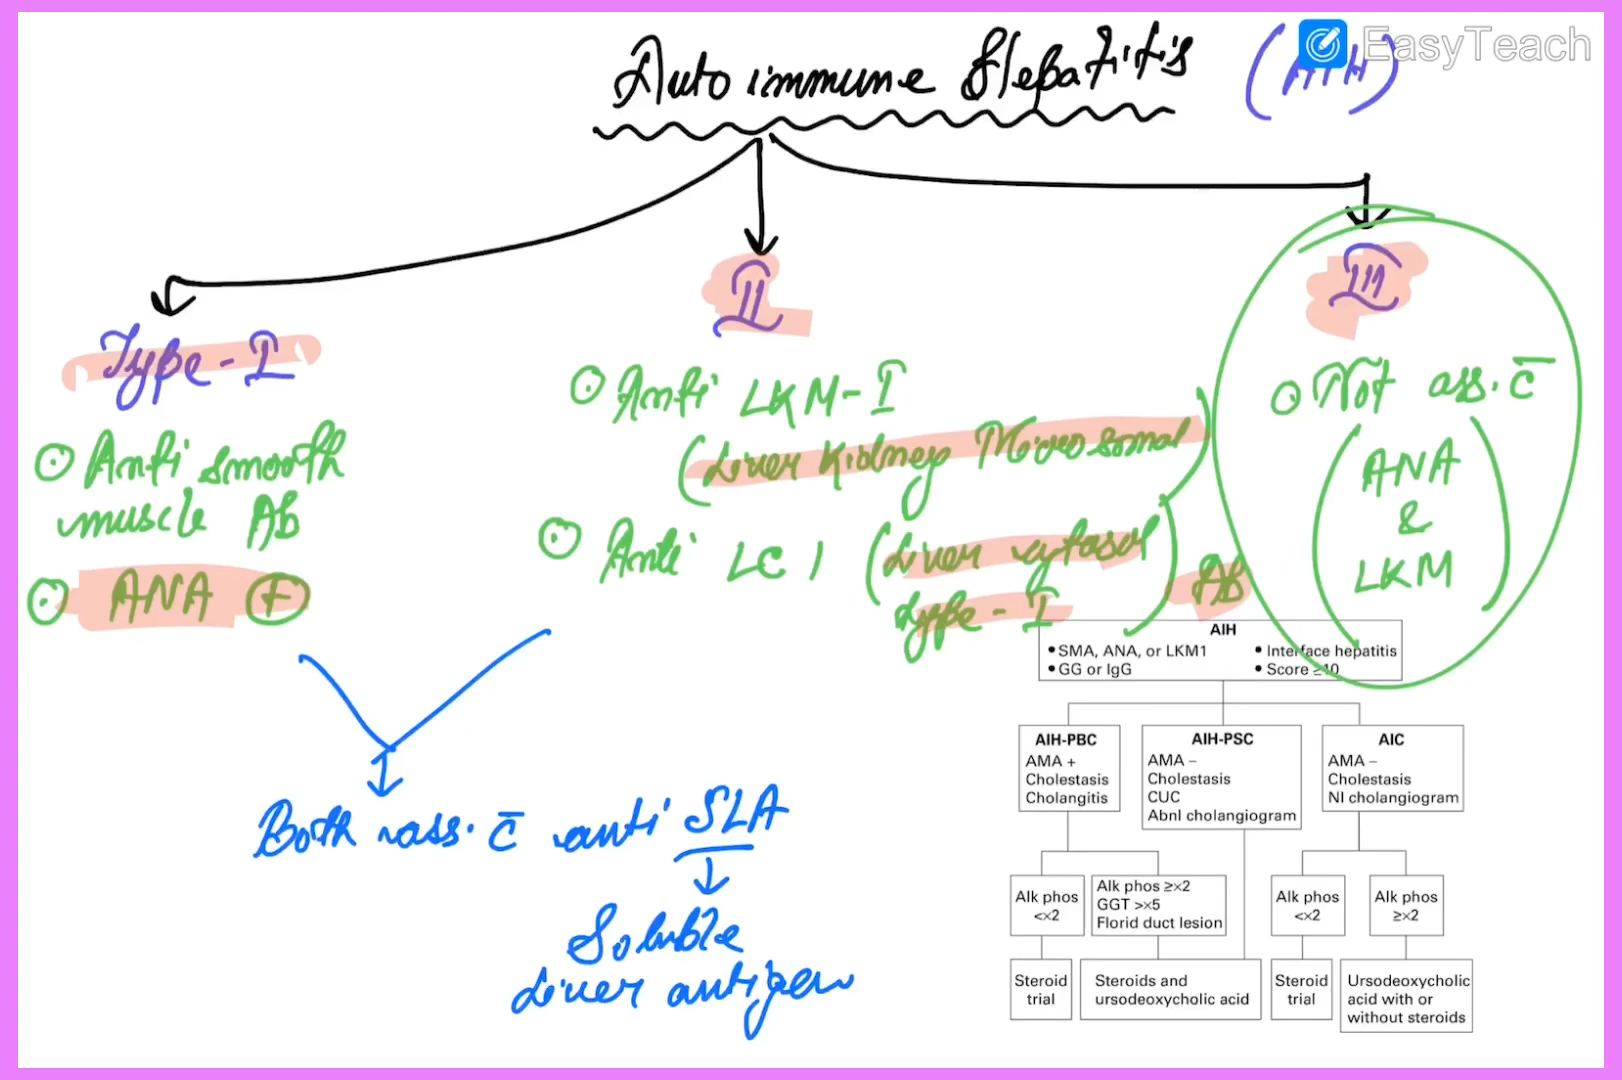 Auto immune Hepatitis (AIH)
EasyTeach
Type-I
Anti smooth
muscle Ab
ANA +
II
Anti LKM-I
(Liver Kidney Microsomal)
Anti LC 1 (Liver cytosol
type-I) Ab
III
Not ass. c̄
(ANA
&
LKM)
Both ass. c̄ anti SLA
Soluble
Liver antigen
AIH
• SMA, ANA, or LKM1
• GG or IgG
• Interface hepatitis
• Score ≥10
AIH-PBC
AMA +
Cholestasis
Cholangitis
AIH-PSC
AMA –
Cholestasis
CUC
Abnl cholangiogram
AIC
AMA –
Cholestasis
Nl cholangiogram
Alk phos
<×2
Alk phos ≥×2
GGT >×5
Florid duct lesion
Alk phos
<×2
Alk phos
≥×2
Steroid
trial
Steroids and
ursodeoxycholic acid
Steroid
trial
Ursodeoxycholic
acid with or
without steroids